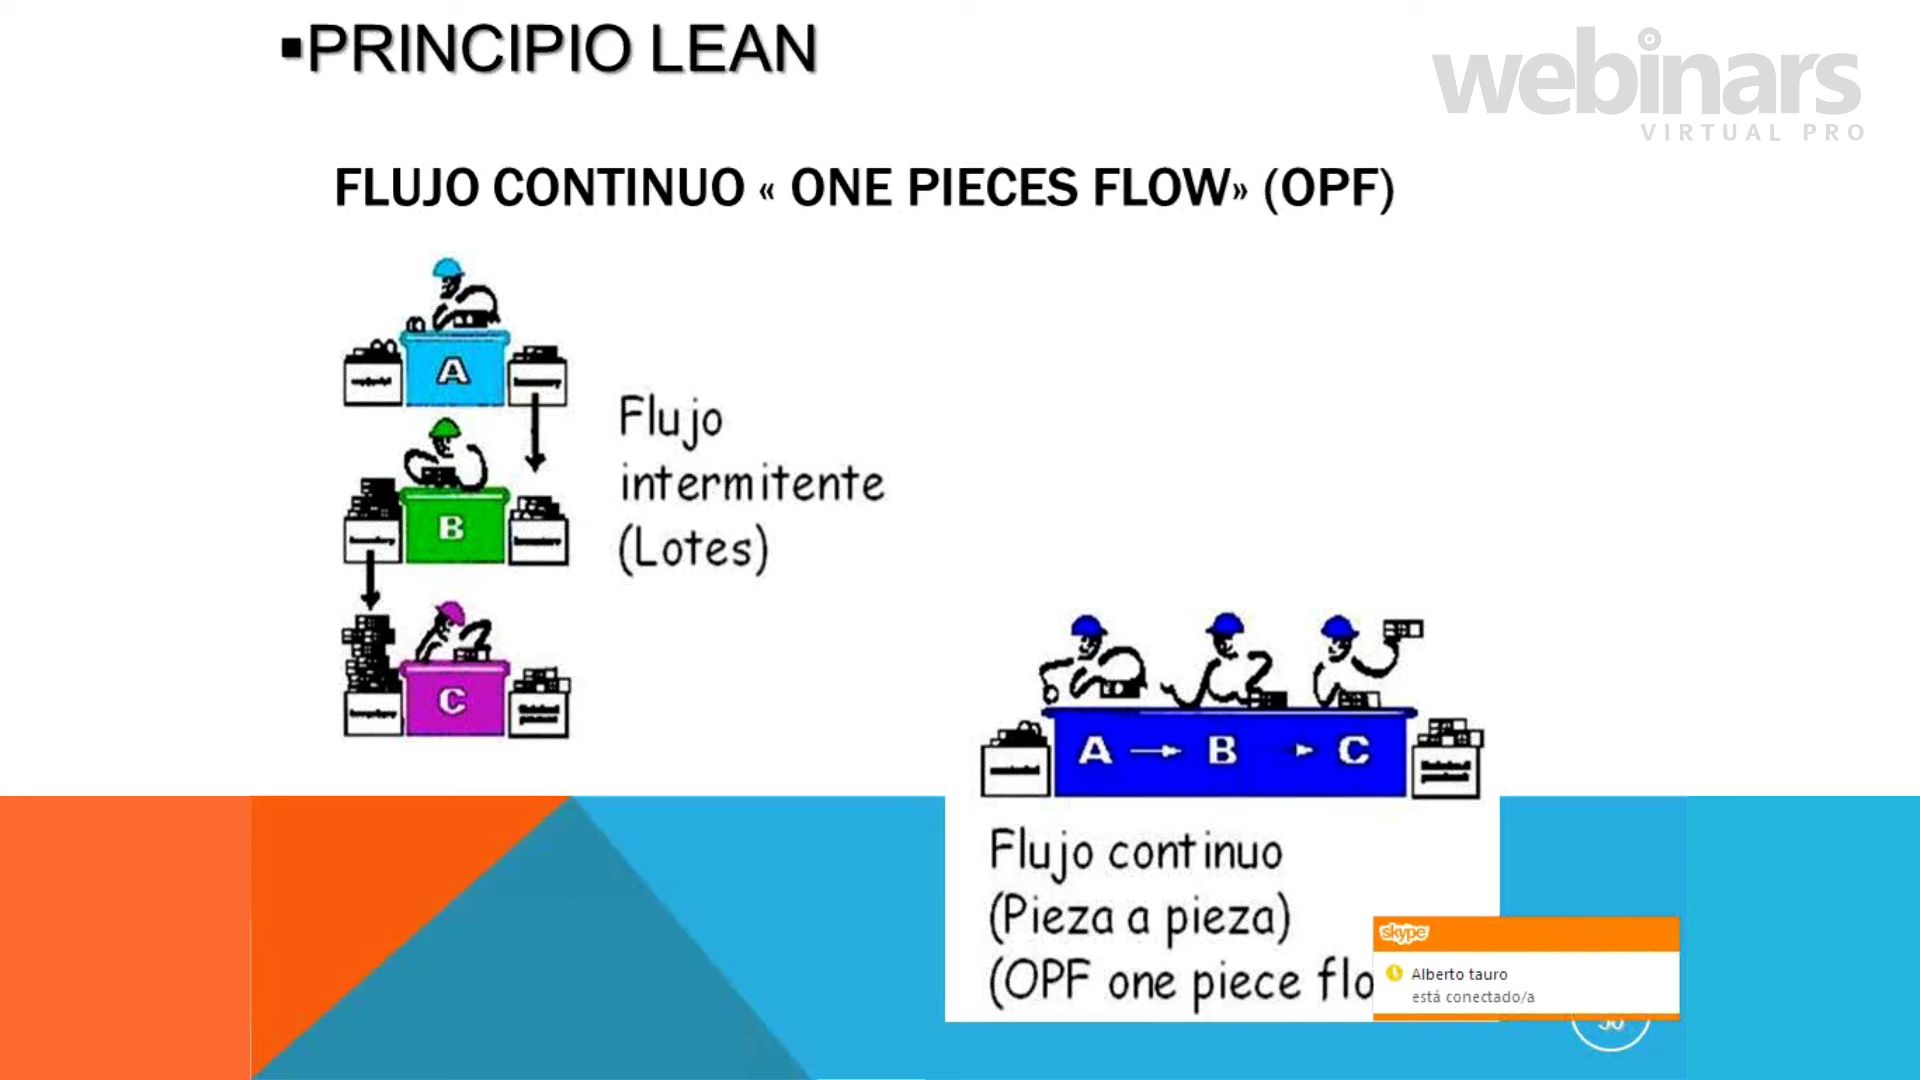 ▪PRINCIPIO LEAN
webinars
VIRTUAL PRO
FLUJO CONTINUO « ONE PIECES FLOW» (OPF)
A
B
C
Flujo
intermitente
(Lotes)
A → B → C
Flujo continuo
(Pieza a pieza)
(OPF one piece flo
skype
Alberto tauro
está conectado/a